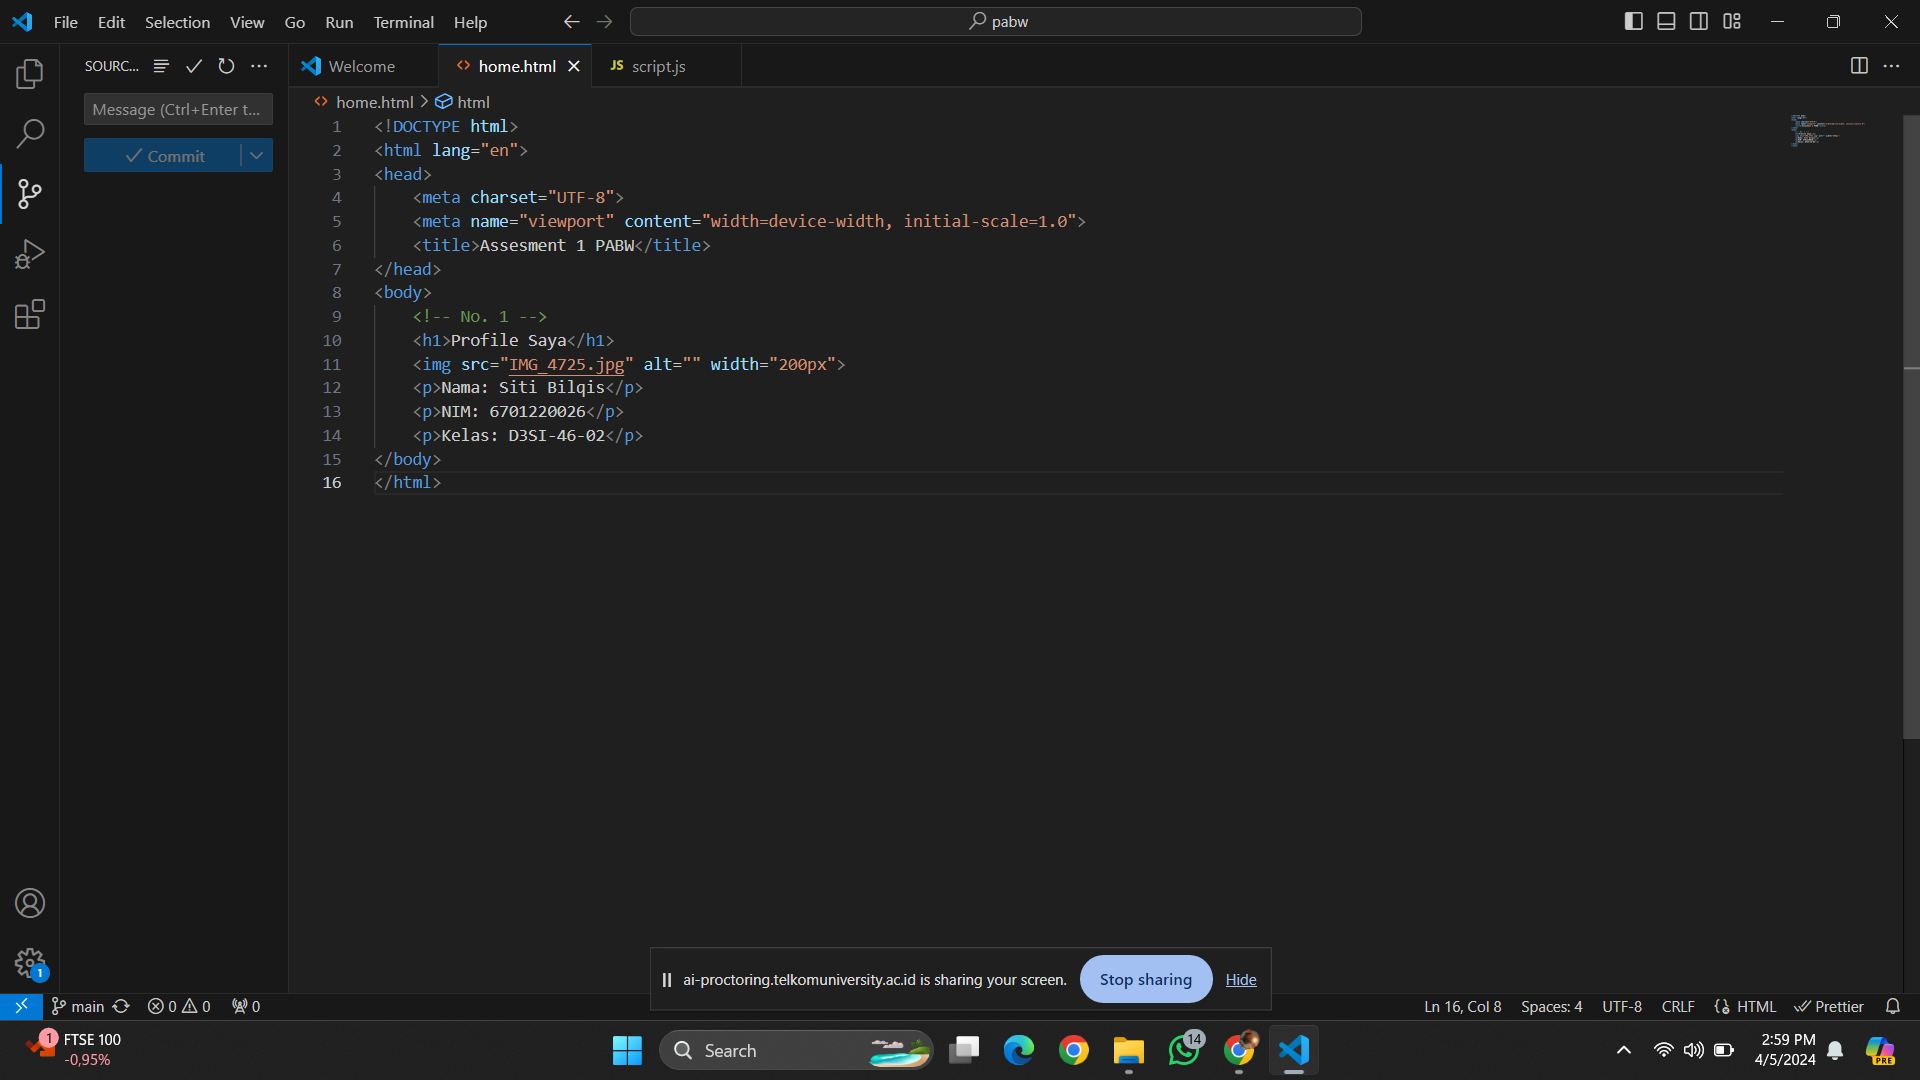 File Edit Selection View Go Run Terminal Help
pabw
SOURC...
Message (Ctrl+Enter t...
Commit
Welcome
home.html
JS script.js
home.html > html
1 <!DOCTYPE html>
2 <html lang="en">
3 <head>
4 <meta charset="UTF-8">
5 <meta name="viewport" content="width=device-width, initial-scale=1.0">
6 <title>Assesment 1 PABW</title>
7 </head>
8 <body>
9 <!-- No. 1 -->
10 <h1>Profile Saya</h1>
11 <img src="IMG_4725.jpg" alt="" width="200px">
12 <p>Nama: Siti Bilqis</p>
13 <p>NIM: 6701220026</p>
14 <p>Kelas: D3SI-46-02</p>
15 </body>
16 </html>
1
ai-proctoring.telkomuniversity.ac.id is sharing your screen.
Stop sharing
Hide
main 0 0 0
Ln 16, Col 8 Spaces: 4 UTF-8 CRLF HTML Prettier
1
FTSE 100
-0,95%
Search
14
2:59 PM
4/5/2024
PRE